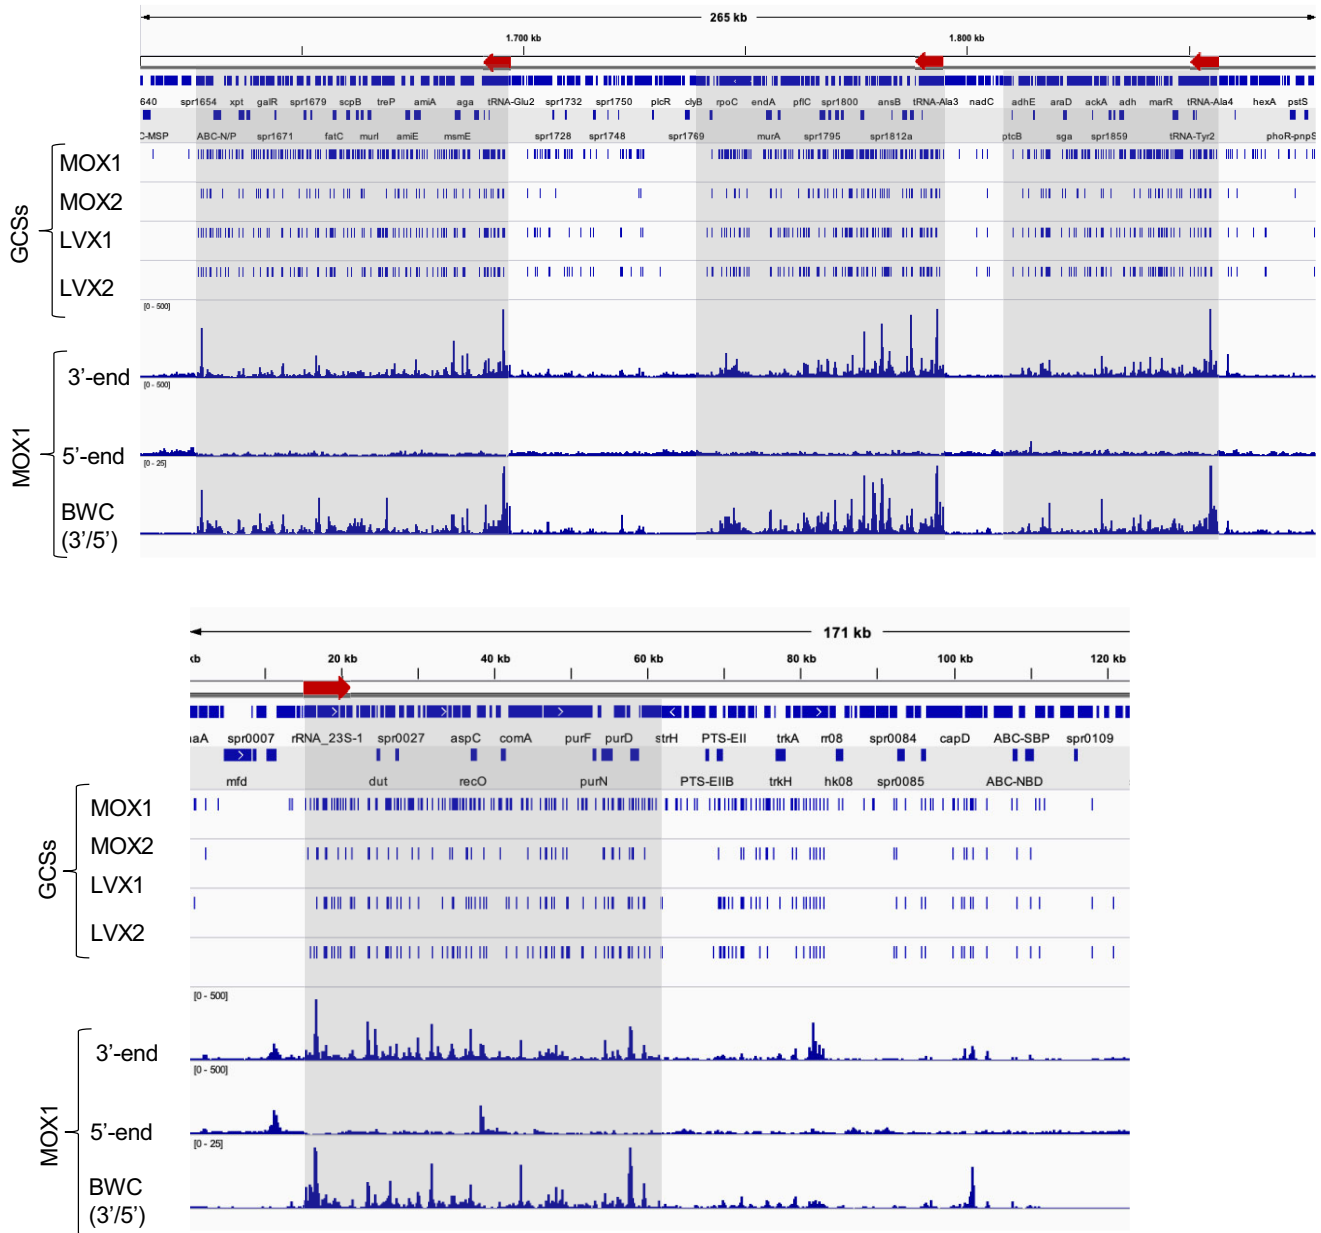 265 kb
1.700 kb 1.800 kb
640 spr1654 xpt galR spr1679 scpB treP amiA aga tRNA-Glu2 spr1732 spr1750 plcR clyB rpoC endA pflC spr1800 ansB tRNA-Ala3 nadC adhE araD ackA adh marR tRNA-Ala4 hexA pstS
C-MSP ABC-N/P spr1671 fatC murI amiE msmE spr1728 spr1748 spr1769 murA spr1795 spr1812a ptcB sga spr1859 tRNA-Tyr2 phoR-pnpS
GCSs
MOX1
MOX2
LVX1
LVX2
MOX1
[0 - 500]
3'-end
[0 - 500]
5'-end
[0 - 25]
BWC
(3'/5')
171 kb
kb 20 kb 40 kb 60 kb 80 kb 100 kb 120 kb
naA spr0007 rRNA_23S-1 spr0027 aspC comA purF purD strH PTS-EII trkA rr08 spr0084 capD ABC-SBP spr0109
mfd dut recO purN PTS-EIIB trkH hk08 spr0085 ABC-NBD
GCSs
MOX1
MOX2
LVX1
LVX2
MOX1
[0 - 500]
3'-end
[0 - 500]
5'-end
[0 - 25]
BWC
(3'/5')